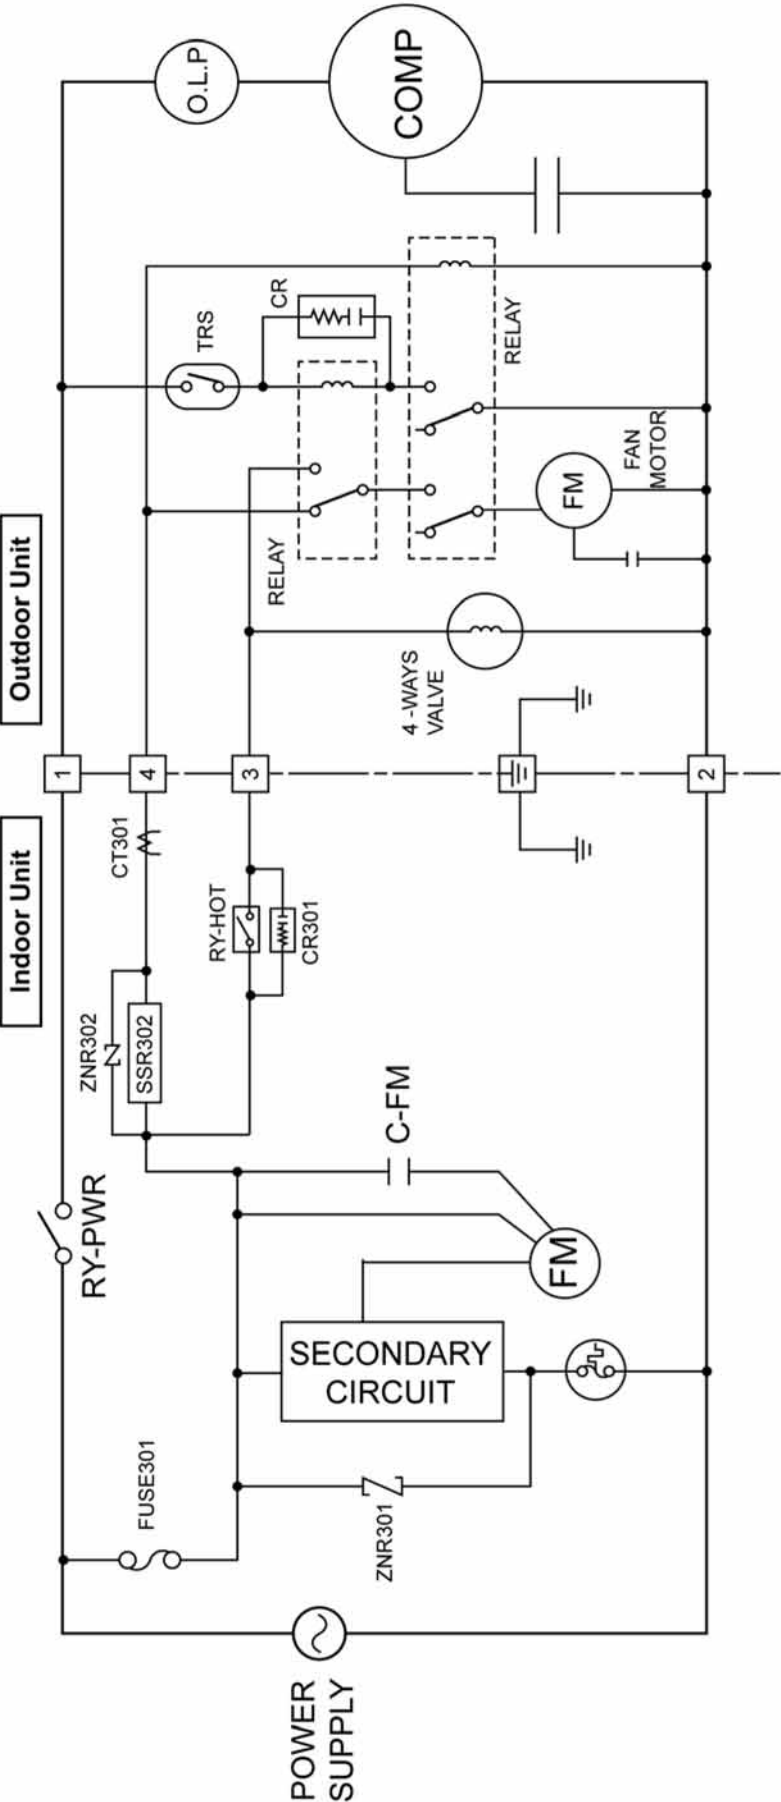 Indoor Unit
Outdoor Unit
POWER
SUPPLY
FUSE301
ZNR301
SECONDARY
CIRCUIT
FM
C-FM
RY-PWR
ZNR302
SSR302
CT301
RY-HOT
CR301
1
4
3
2
4 -WAYS
VALVE
RELAY
FM
FAN
MOTOR
TRS
CR
RELAY
O.L.P
COMP